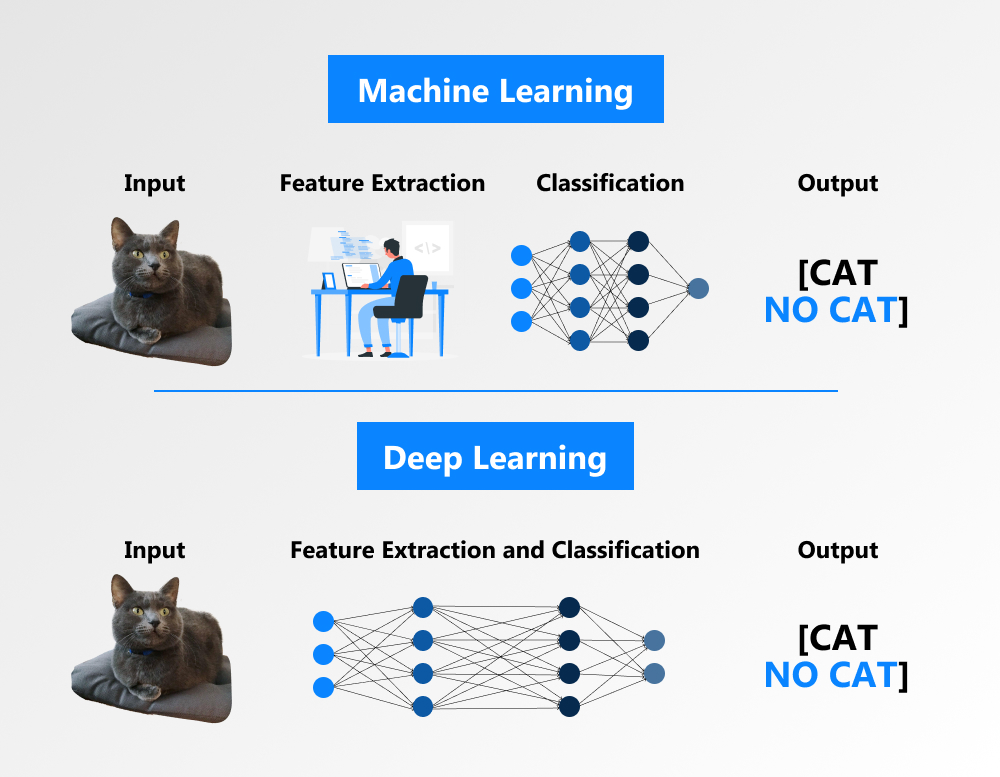 Machine Learning
Input
Feature Extraction
Classification
Output
</>
[CAT
NO CAT]
Deep Learning
Input
Feature Extraction and Classification
Output
[CAT
NO CAT]